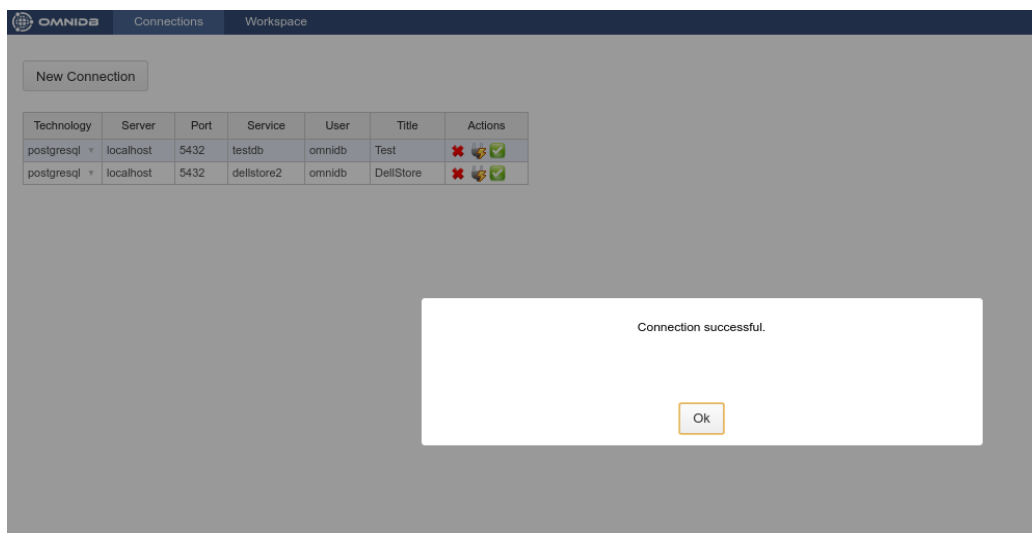 OMNIDB Connections Workspace
New Connection
Technology Server Port Service User Title Actions
postgresql localhost 5432 testdb omnidb Test
postgresql localhost 5432 dellstore2 omnidb DellStore
Connection successful.
Ok